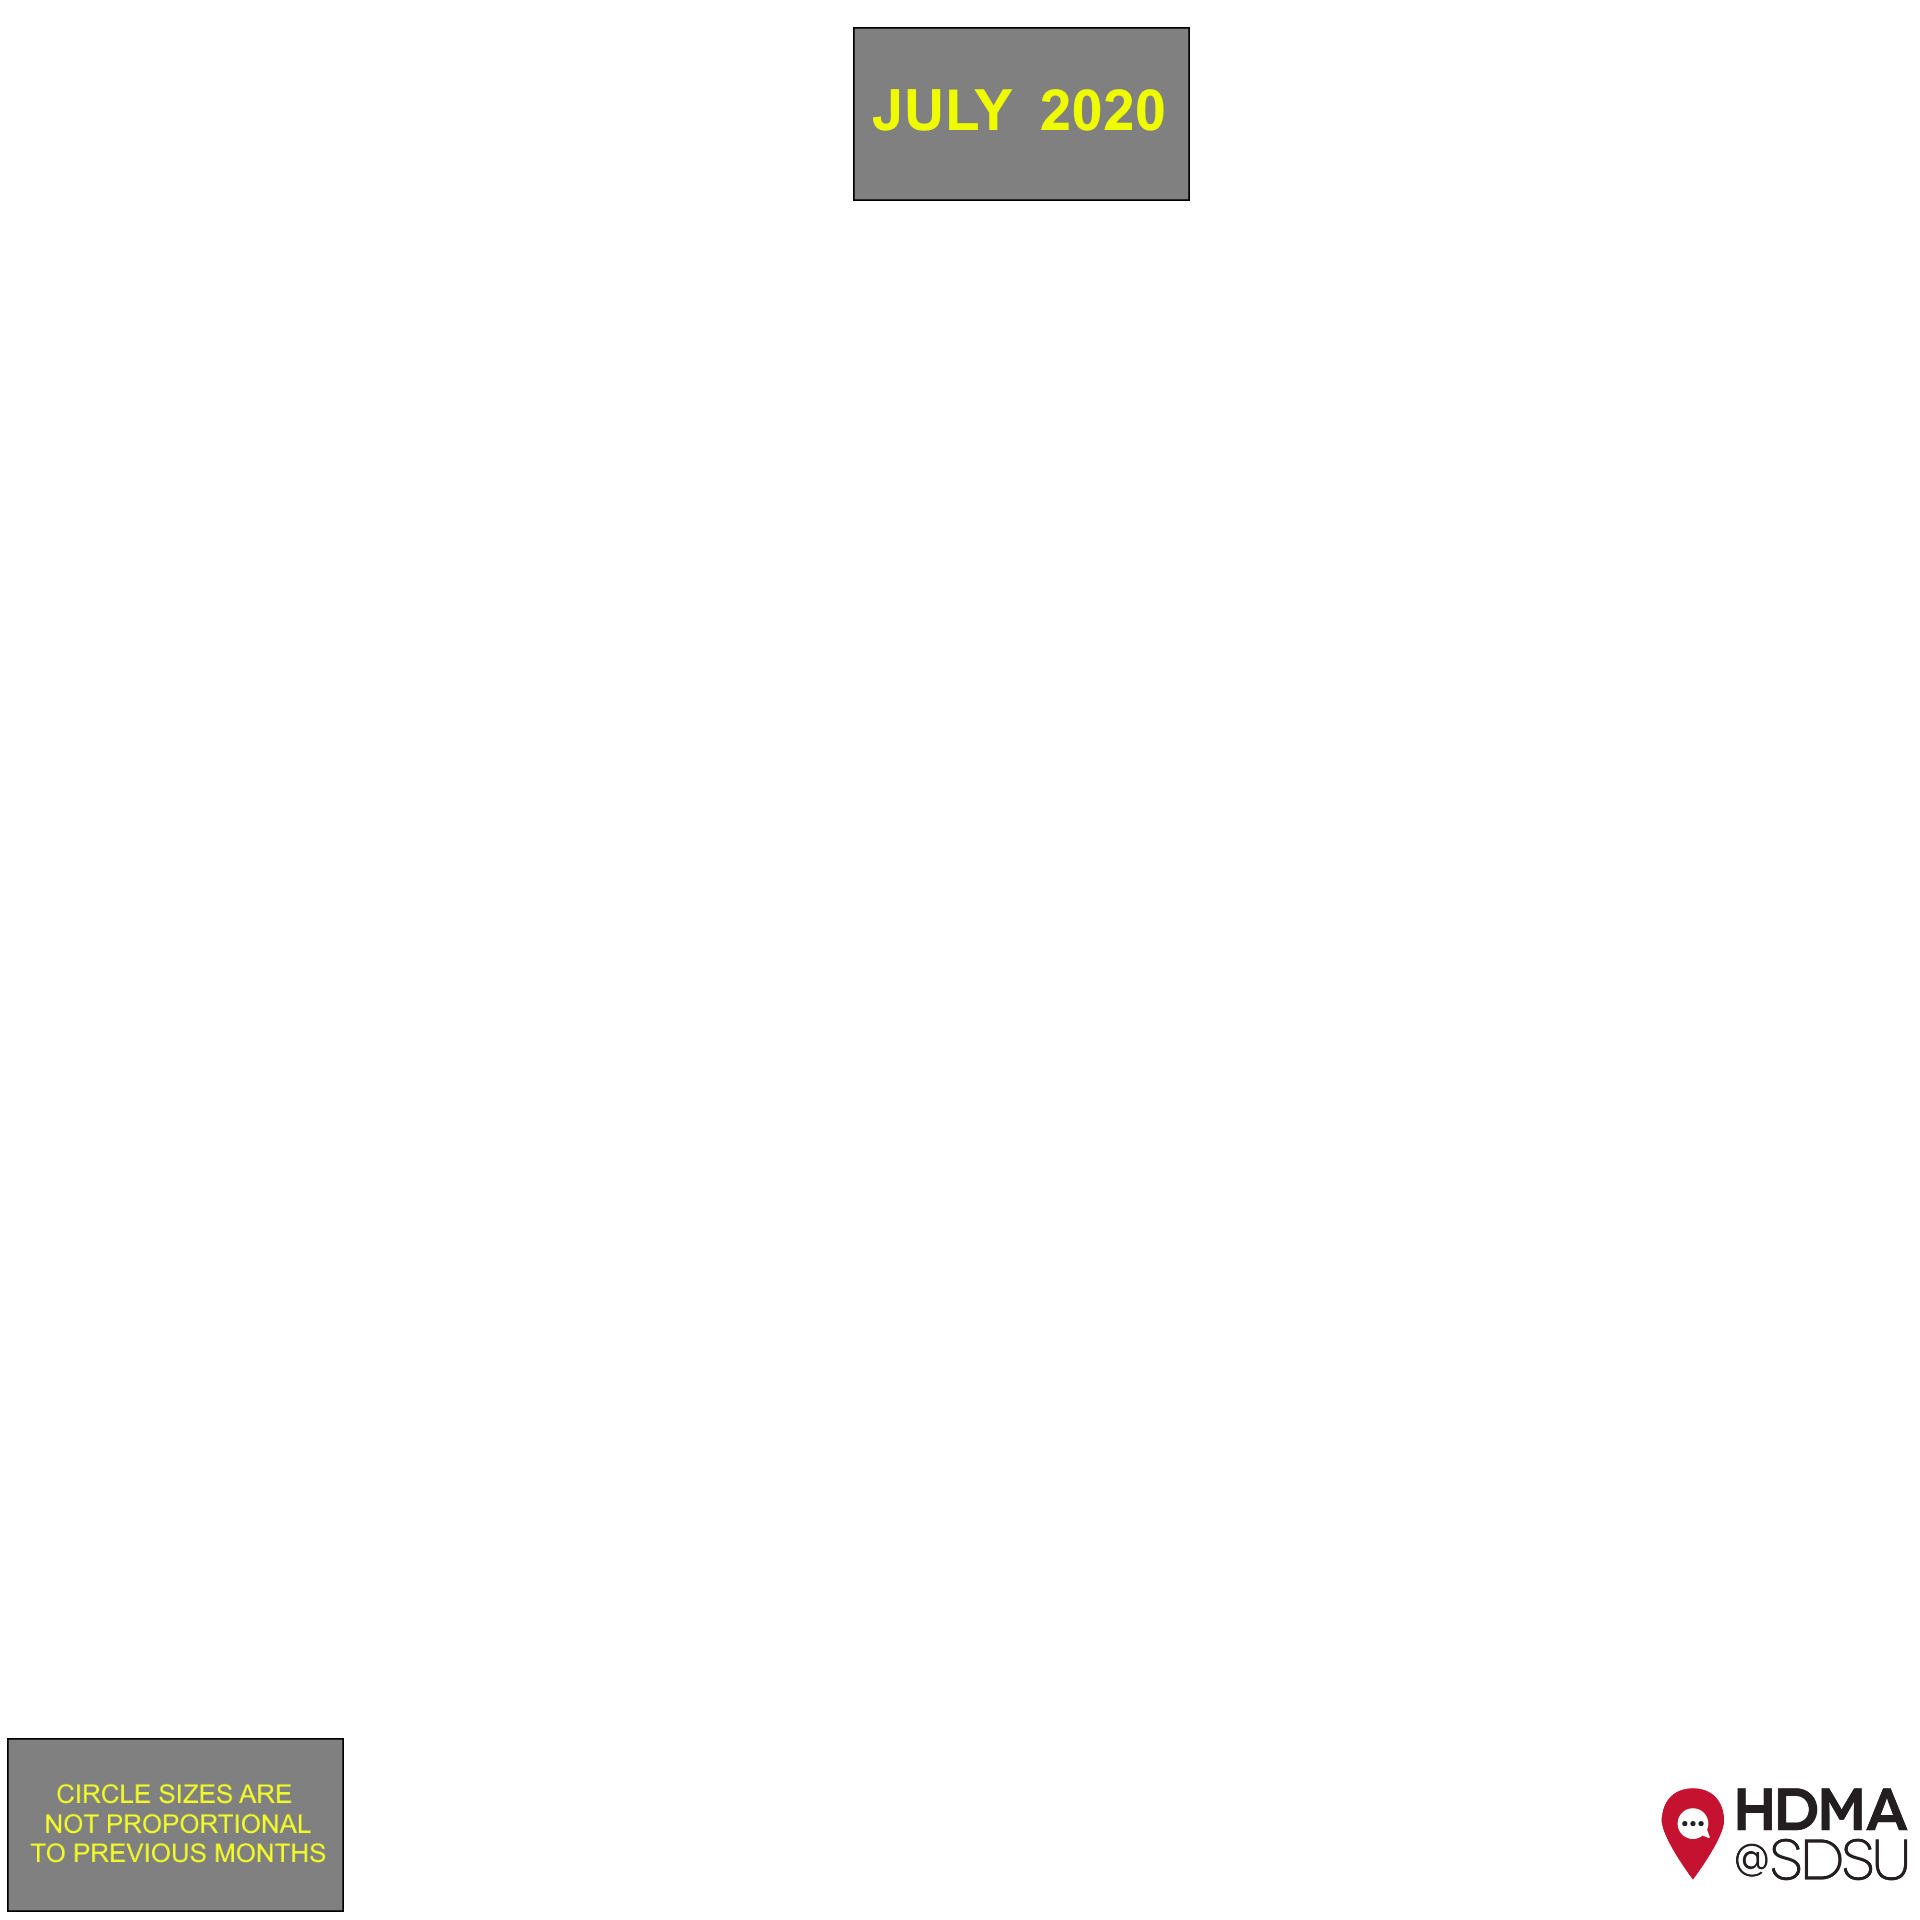 JULY 2020
CIRCLE SIZES ARE
NOT PROPORTIONAL
TO PREVIOUS MONTHS
HDMA
@SDSU